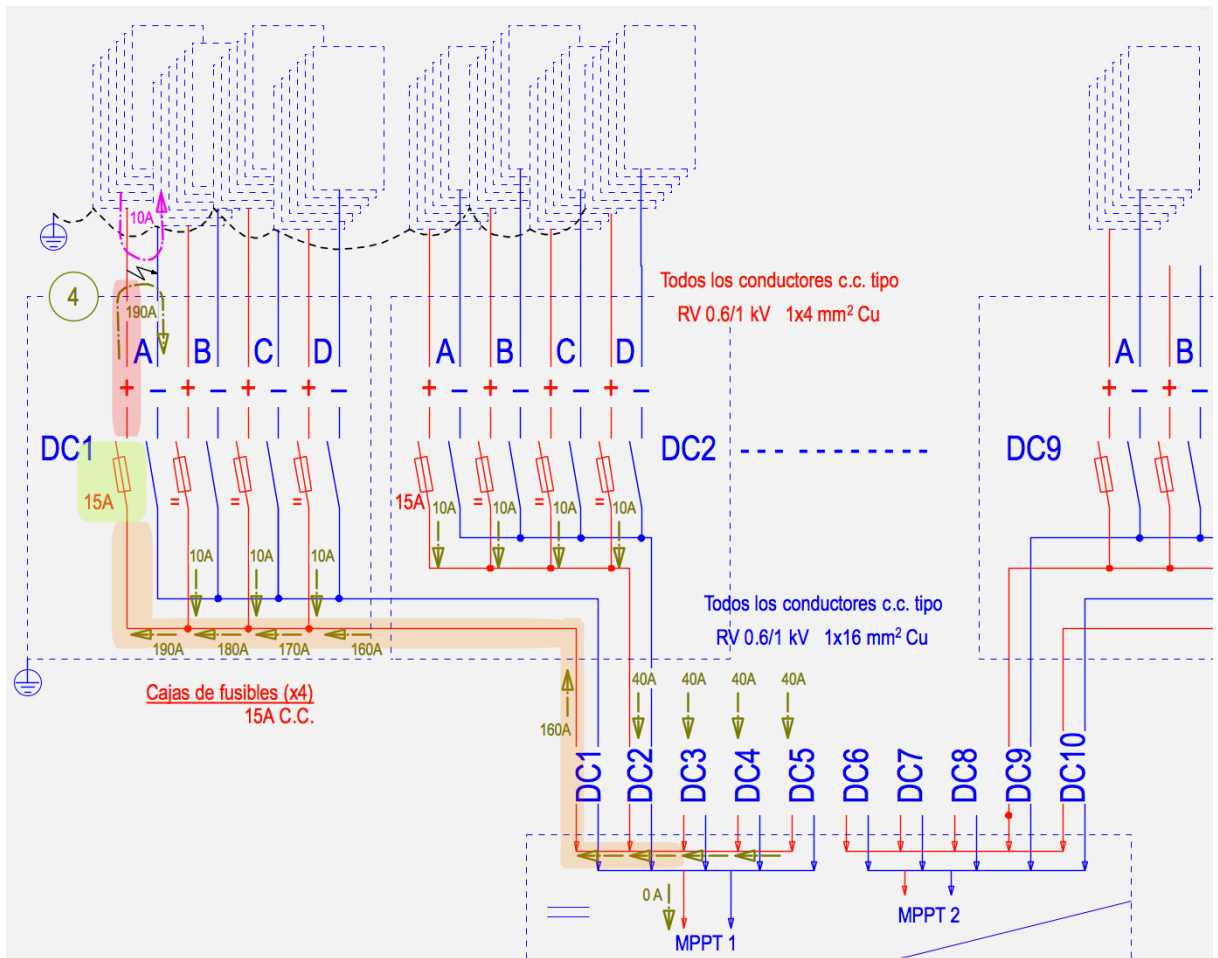 10A
4
190A
Todos los conductores c.c. tipo
RV 0.6/1 kV 1x4 mm² Cu
A B C D
A B C D
A B
+ − + − + − + −
+ − + − + − + −
+ − + −
DC1
DC2
DC9
15A = = =
15A = = =
10A 10A 10A 10A
10A 10A 10A
190A 180A 170A 160A
Todos los conductores c.c. tipo
RV 0.6/1 kV 1x16 mm² Cu
Cajas de fusibles (x4)
15A C.C.
160A
40A 40A 40A 40A
DC1 DC2 DC3 DC4 DC5 DC6 DC7 DC8 DC9 DC10
0 A
MPPT 1
MPPT 2